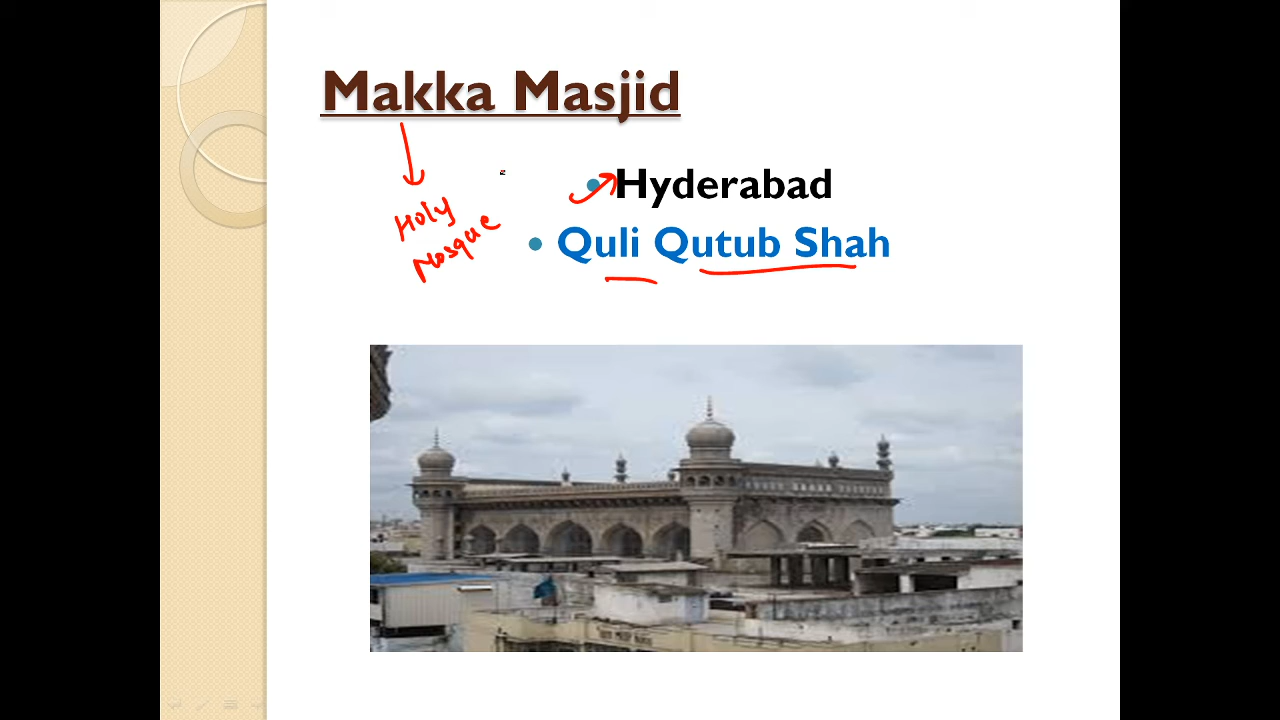 Makka Masjid
Hyderabad
Holy
Mosque
Quli Qutub Shah